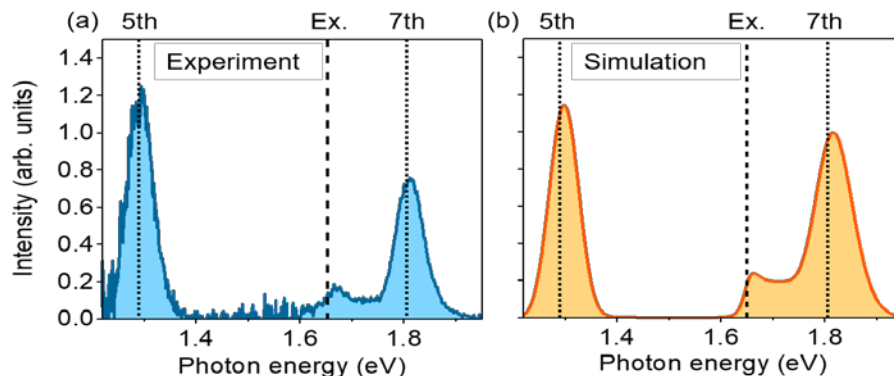 (a) 5th Ex. 7th (b) 5th Ex. 7th
Experiment Simulation
Intensity (arb. units)
1.4
1.2
1.0
0.8
0.6
0.4
0.2
0.0
1.4 1.6 1.8 1.4 1.6 1.8
Photon energy (eV) Photon energy (eV)